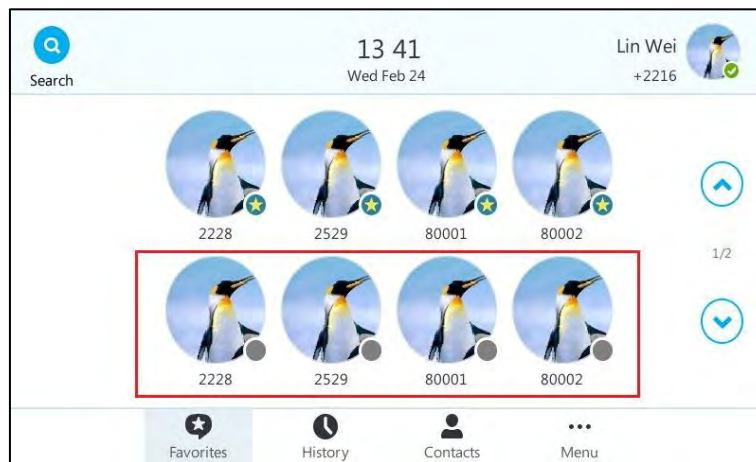 Search
13 41
Wed Feb 24
Lin Wei
+2216
2228 2529 80001 80002
1/2
2228 2529 80001 80002
Favorites History Contacts Menu